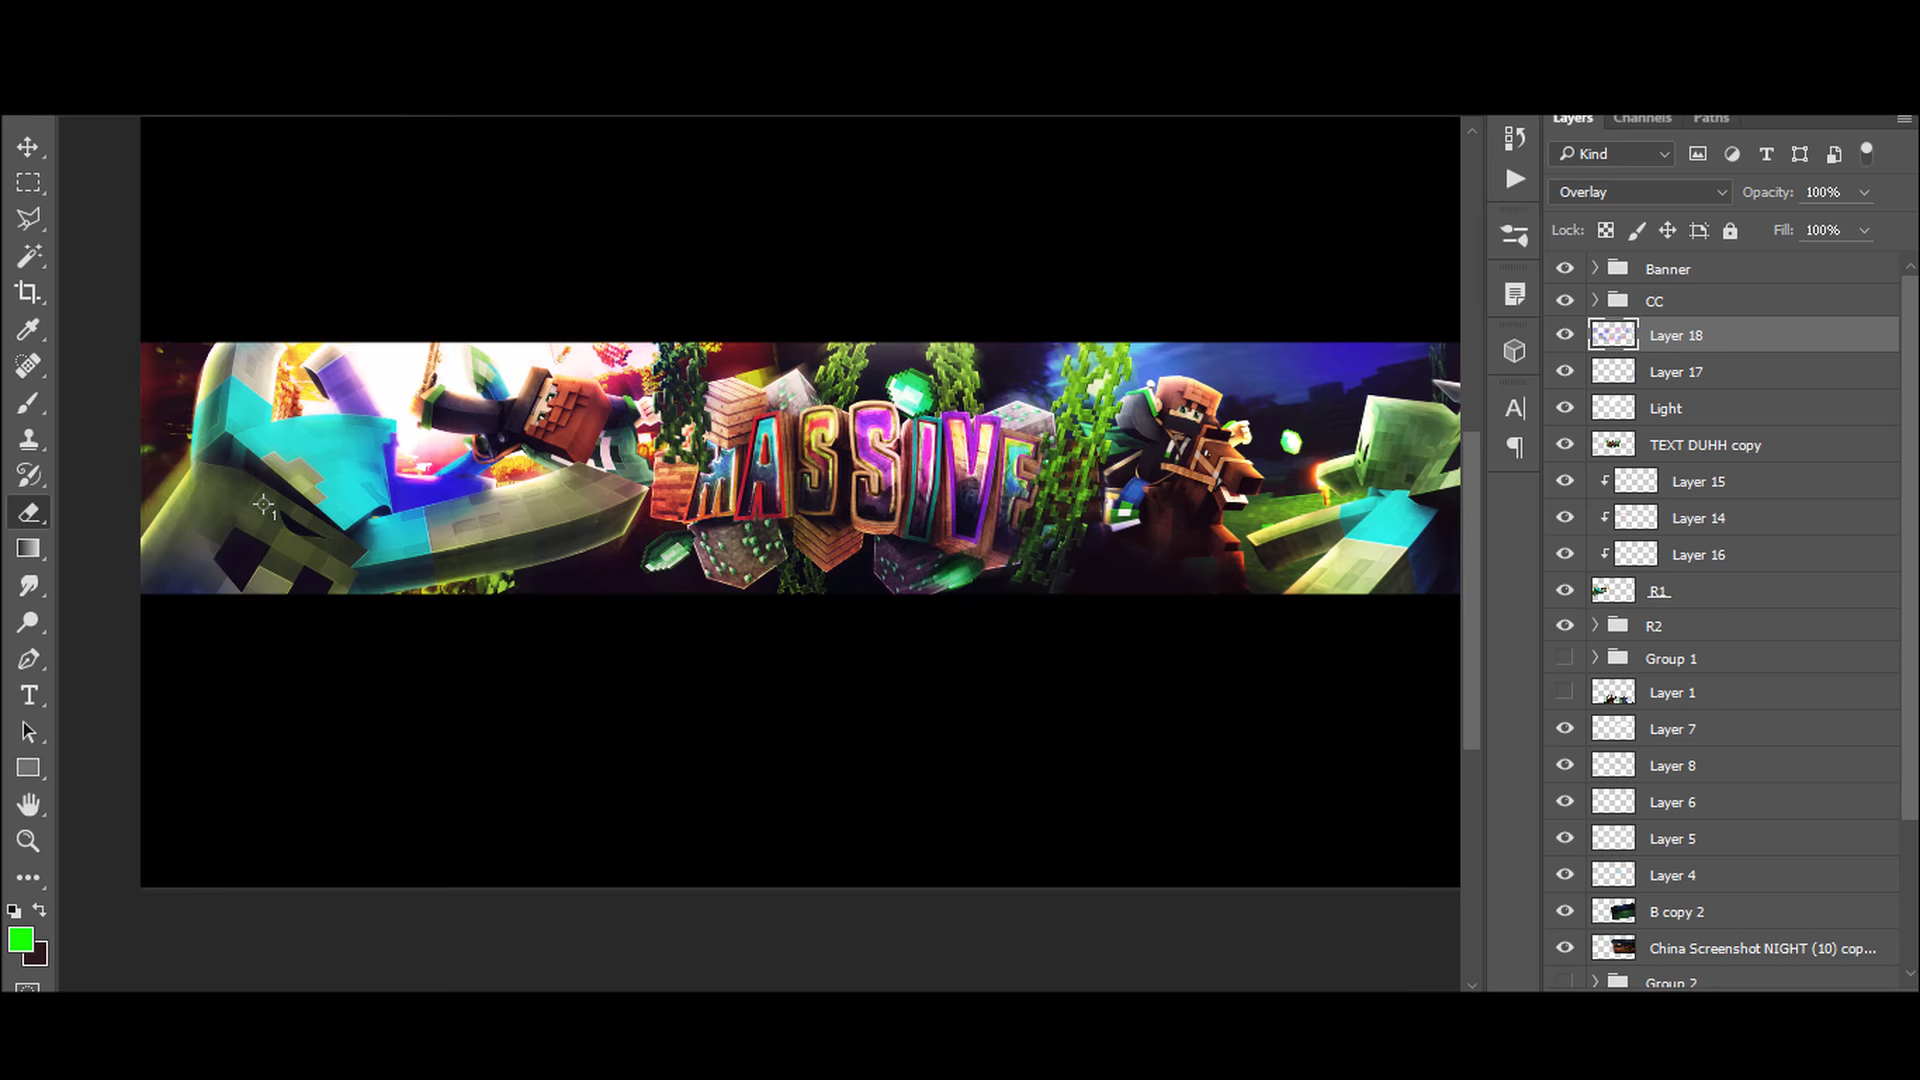 Layers Channels Paths
Kind
Overlay Opacity: 100%
Lock: Fill: 100%
Banner
CC
Layer 18
Layer 17
Light
TEXT DUHH copy
Layer 15
Layer 14
Layer 16
R1
R2
Group 1
Layer 1
Layer 7
Layer 8
Layer 6
Layer 5
Layer 4
B copy 2
China Screenshot NIGHT (10) cop...
Group 2
MASSIVE
1